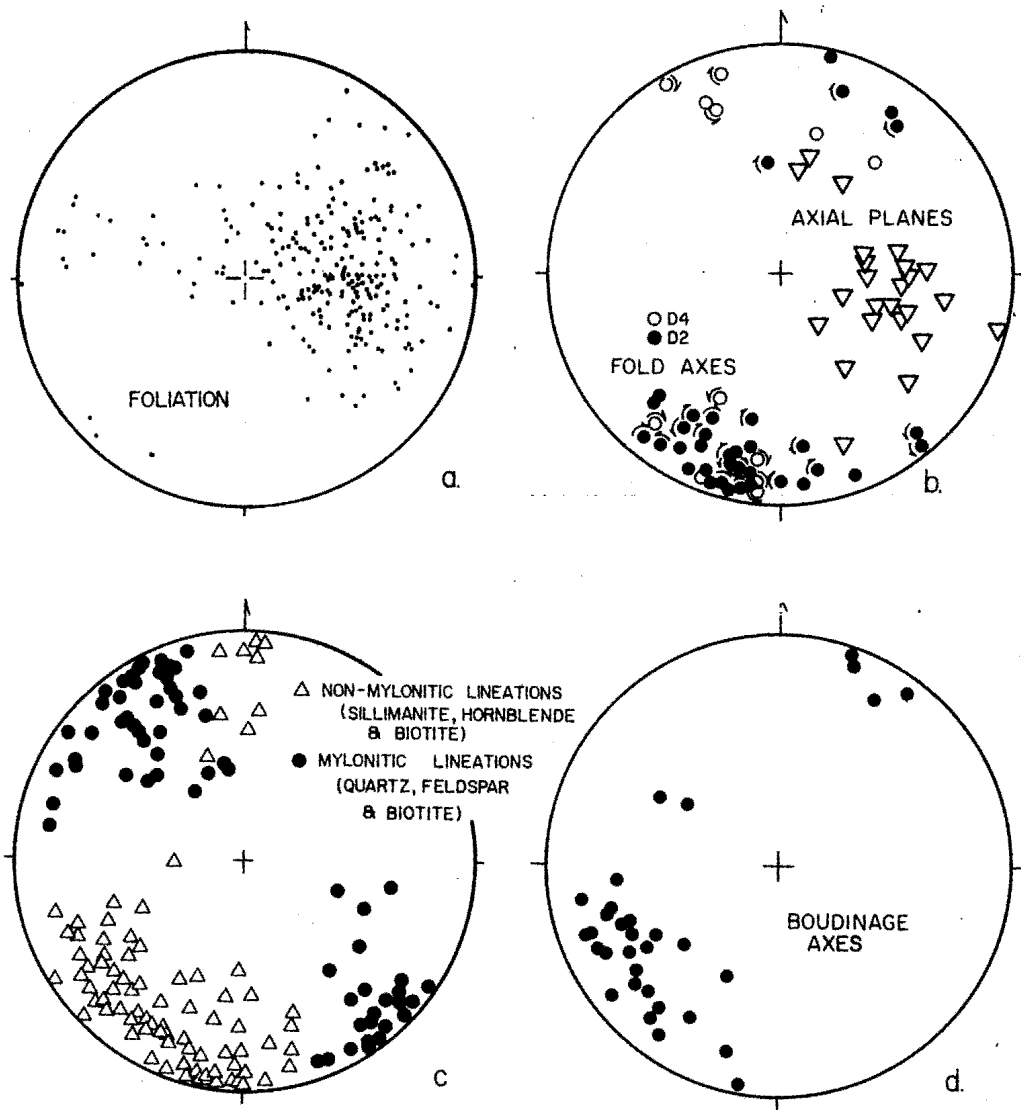 FOLIATION
a.
AXIAL PLANES
D4
D2
FOLD AXES
b.
NON-MYLONITIC LINEATIONS
(SILLIMANITE, HORNBLENDE
& BIOTITE)
MYLONITIC LINEATIONS
(QUARTZ, FELDSPAR
& BIOTITE)
c
BOUDINAGE
AXES
d.